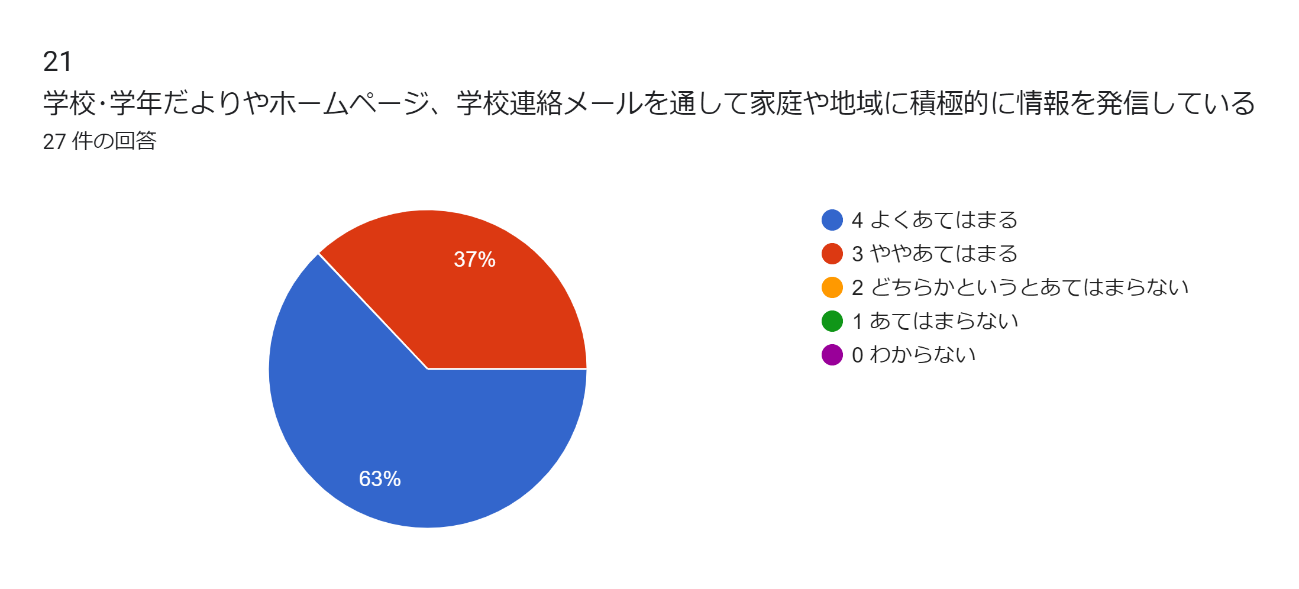 21
学校・学年だよりやホームページ、学校連絡メールを通して家庭や地域に積極的に情報を発信している
27 件の回答
37%
63%
4 よくあてはまる
3 ややあてはまる
2 どちらかというとあてはまらない
1 あてはまらない
0 わからない